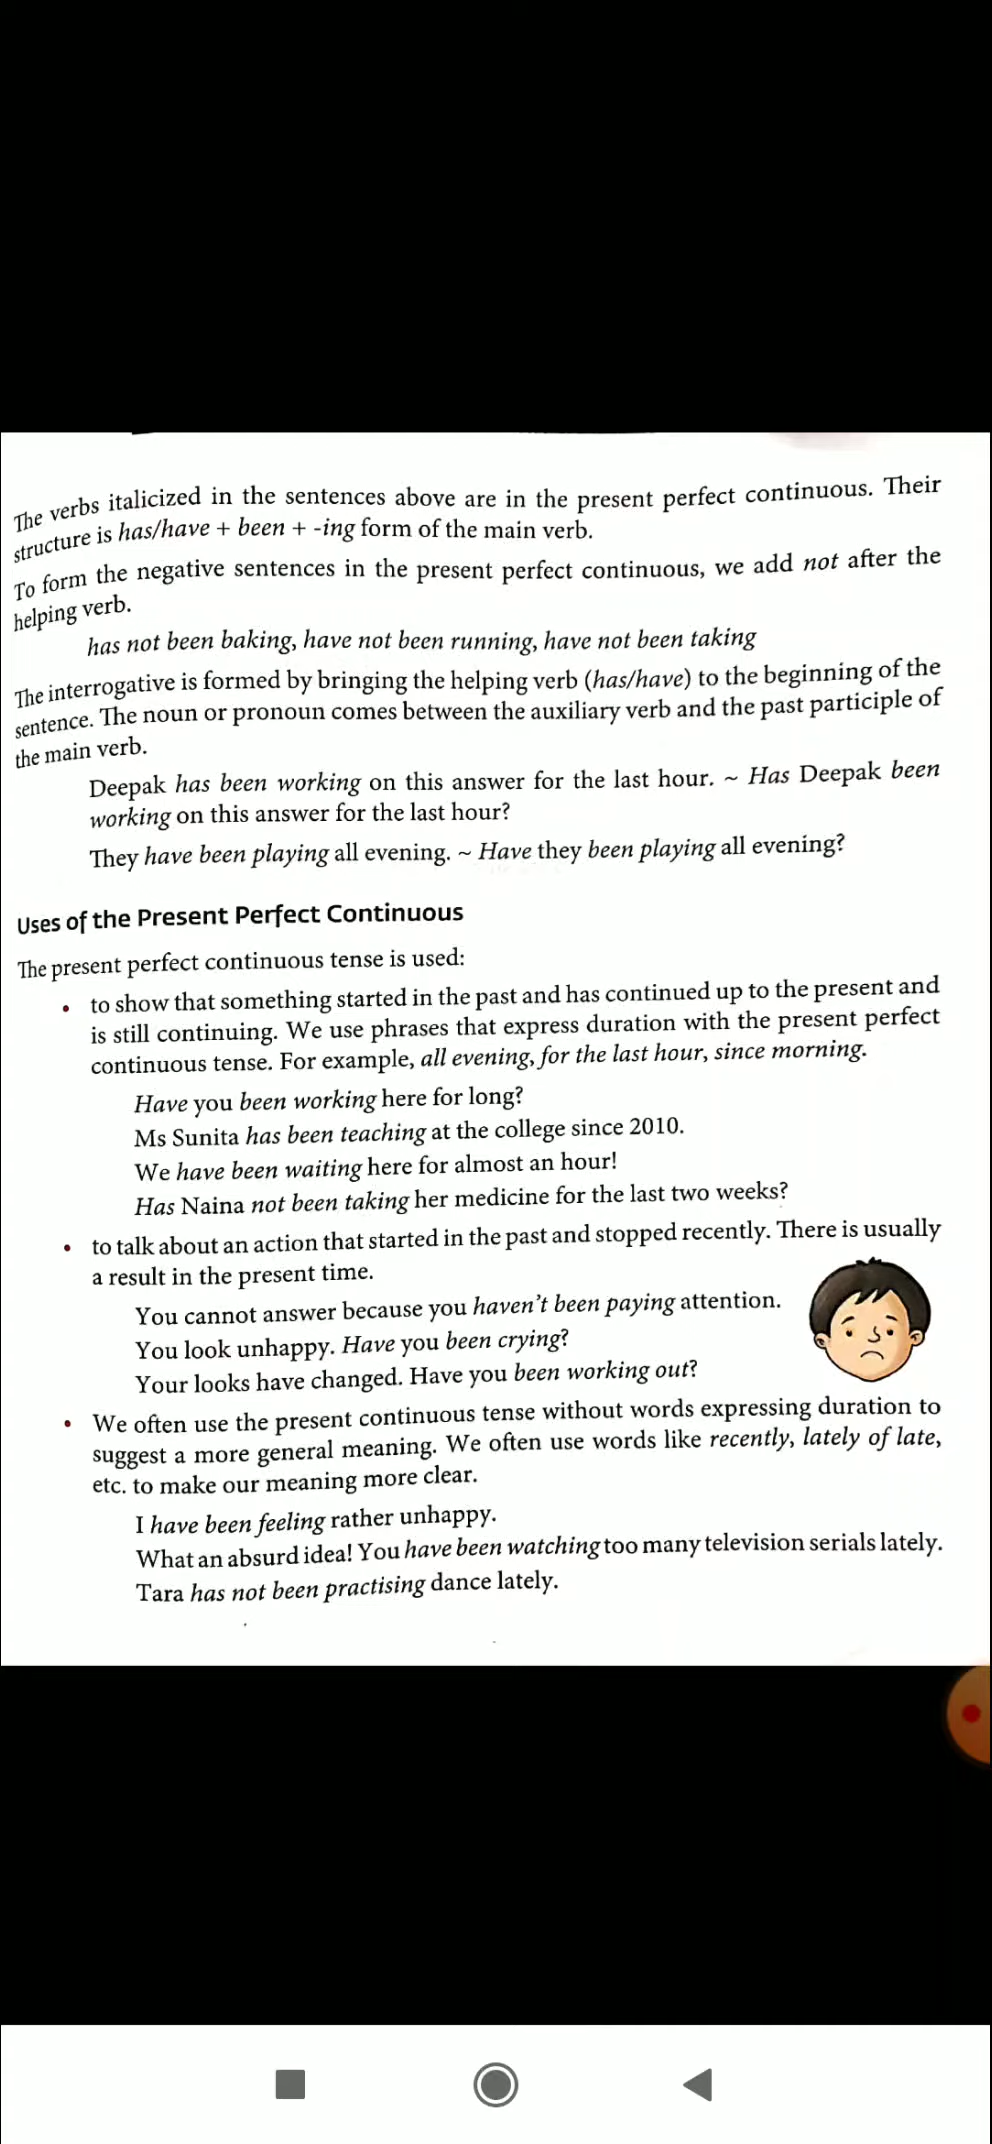 The verbs italicized in the sentences above are in the present perfect continuous. Their
structure is has/have + been + -ing form of the main verb.
To form the negative sentences in the present perfect continuous, we add not after the
helping verb.
has not been baking, have not been running, have not been taking
The interrogative is formed by bringing the helping verb (has/have) to the beginning of the
sentence. The noun or pronoun comes between the auxiliary verb and the past participle of
the main verb.
Deepak has been working on this answer for the last hour. ~ Has Deepak been
working on this answer for the last hour?
They have been playing all evening. ~ Have they been playing all evening?
Uses of the Present Perfect Continuous
The present perfect continuous tense is used:
• to show that something started in the past and has continued up to the present and
is still continuing. We use phrases that express duration with the present perfect
continuous tense. For example, all evening, for the last hour, since morning.
Have you been working here for long?
Ms Sunita has been teaching at the college since 2010.
We have been waiting here for almost an hour!
Has Naina not been taking her medicine for the last two weeks?
• to talk about an action that started in the past and stopped recently. There is usually
a result in the present time.
You cannot answer because you haven't been paying attention.
You look unhappy. Have you been crying?
Your looks have changed. Have you been working out?
• We often use the present continuous tense without words expressing duration to
suggest a more general meaning. We often use words like recently, lately of late,
etc. to make our meaning more clear.
I have been feeling rather unhappy.
What an absurd idea! You have been watching too many television serials lately.
Tara has not been practising dance lately.